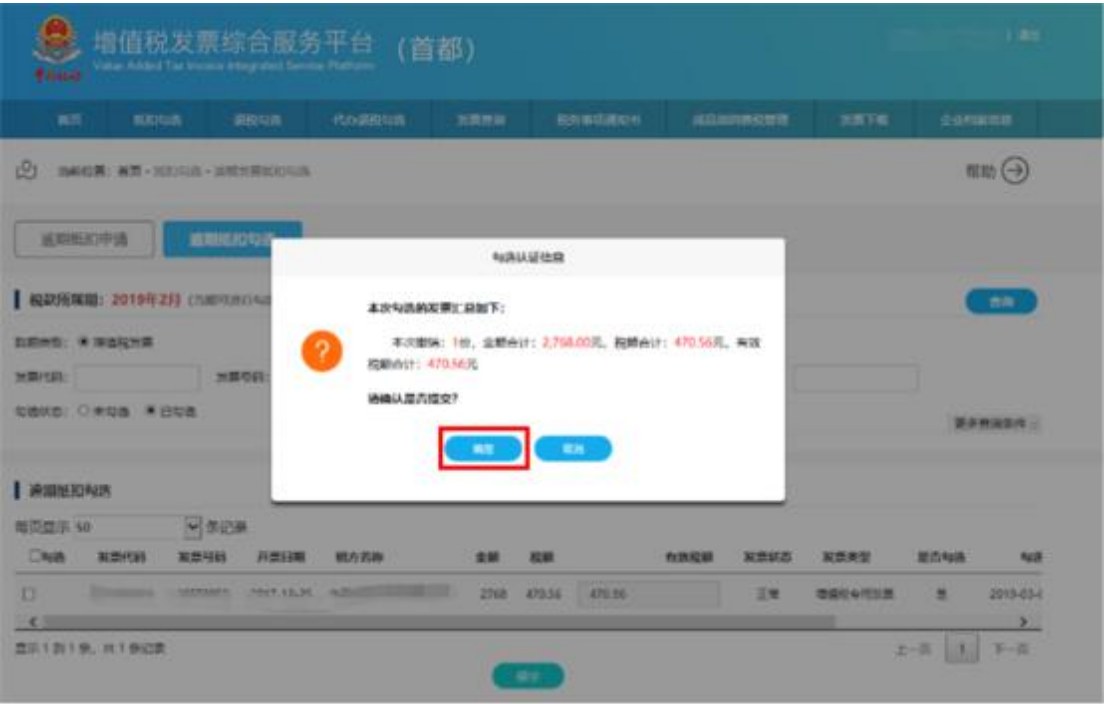 增值税发票综合服务平台 (首都)
Value Added Tax Invoice Integrated Service Platform
退出
首页 抵扣勾选 退税勾选 代办退税勾选 发票查询 税务事项通知书 成品油消费税管理 发票下载 企业档案信息
当前位置: 首页 - 抵扣勾选 - 逾期发票抵扣勾选
帮助
逾期抵扣申请 逾期抵扣勾选
勾选认证信息
税款所属期: 2019年2月
查询
本次勾选的发票汇总如下:
本次撤销: 1份, 金额合计: 2,768.00元, 税额合计: 470.56元, 有效
税额合计: 470.56元
请确认是否提交?
确定 取消
数据类型: 增值税发票
发票代码: 发票号码:
勾选状态: 未勾选 已勾选
更多查询条件
逾期抵扣勾选
每页显示 50 条记录
勾选 发票代码 发票号码 开票日期 销方名称 金额 税额 有效税额 发票状态 发票类型 是否勾选 勾选
2768 470.56 470.56 正常 增值税专用发票 是 2019-03-
显示 1 到 1 条, 共 1 条记录
上一页 1 下一页
提交